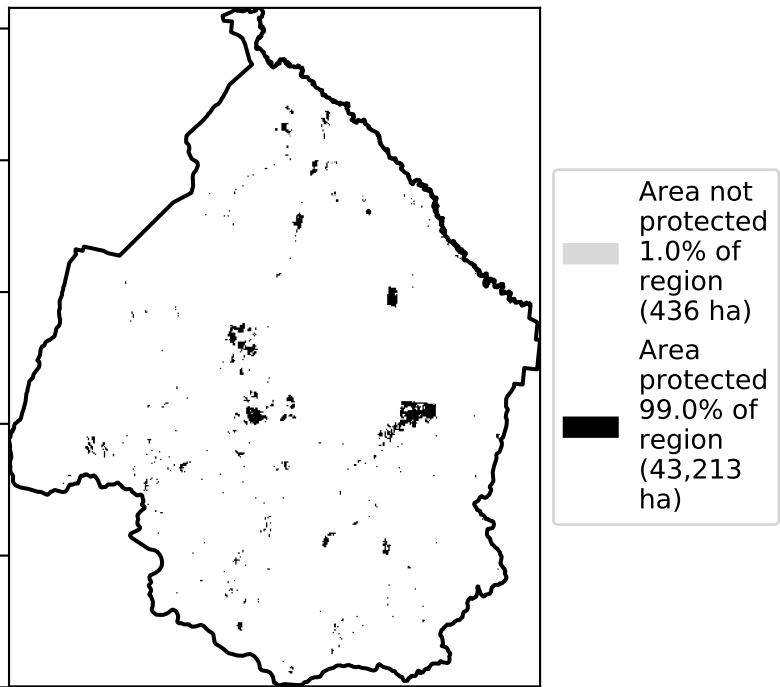 Area not
protected
1.0% of
region
(436 ha)
Area
protected
99.0% of
region
(43,213
ha)